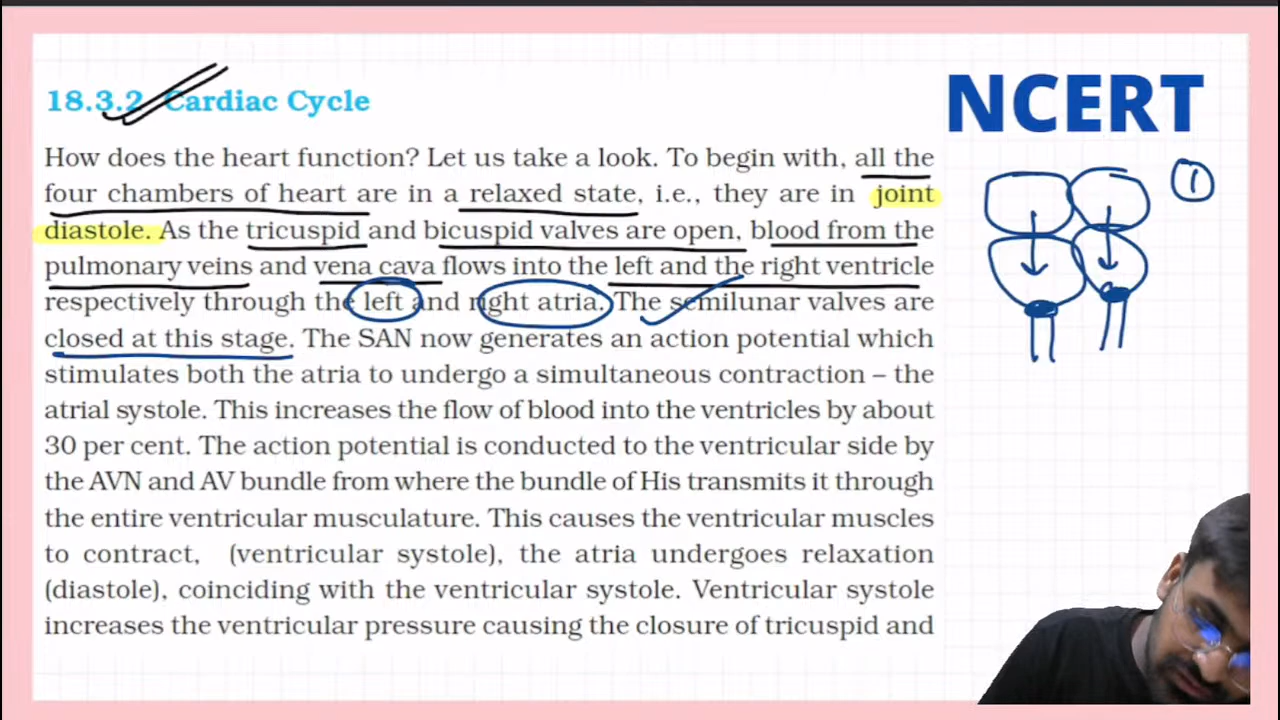 18.3.2 Cardiac Cycle
NCERT
How does the heart function? Let us take a look. To begin with, all the
four chambers of heart are in a relaxed state, i.e., they are in joint
diastole. As the tricuspid and bicuspid valves are open, blood from the
pulmonary veins and vena cava flows into the left and the right ventricle
respectively through the left and right atria. The semilunar valves are
closed at this stage. The SAN now generates an action potential which
stimulates both the atria to undergo a simultaneous contraction – the
atrial systole. This increases the flow of blood into the ventricles by about
30 per cent. The action potential is conducted to the ventricular side by
the AVN and AV bundle from where the bundle of His transmits it through
the entire ventricular musculature. This causes the ventricular muscles
to contract, (ventricular systole), the atria undergoes relaxation
(diastole), coinciding with the ventricular systole. Ventricular systole
increases the ventricular pressure causing the closure of tricuspid and
1